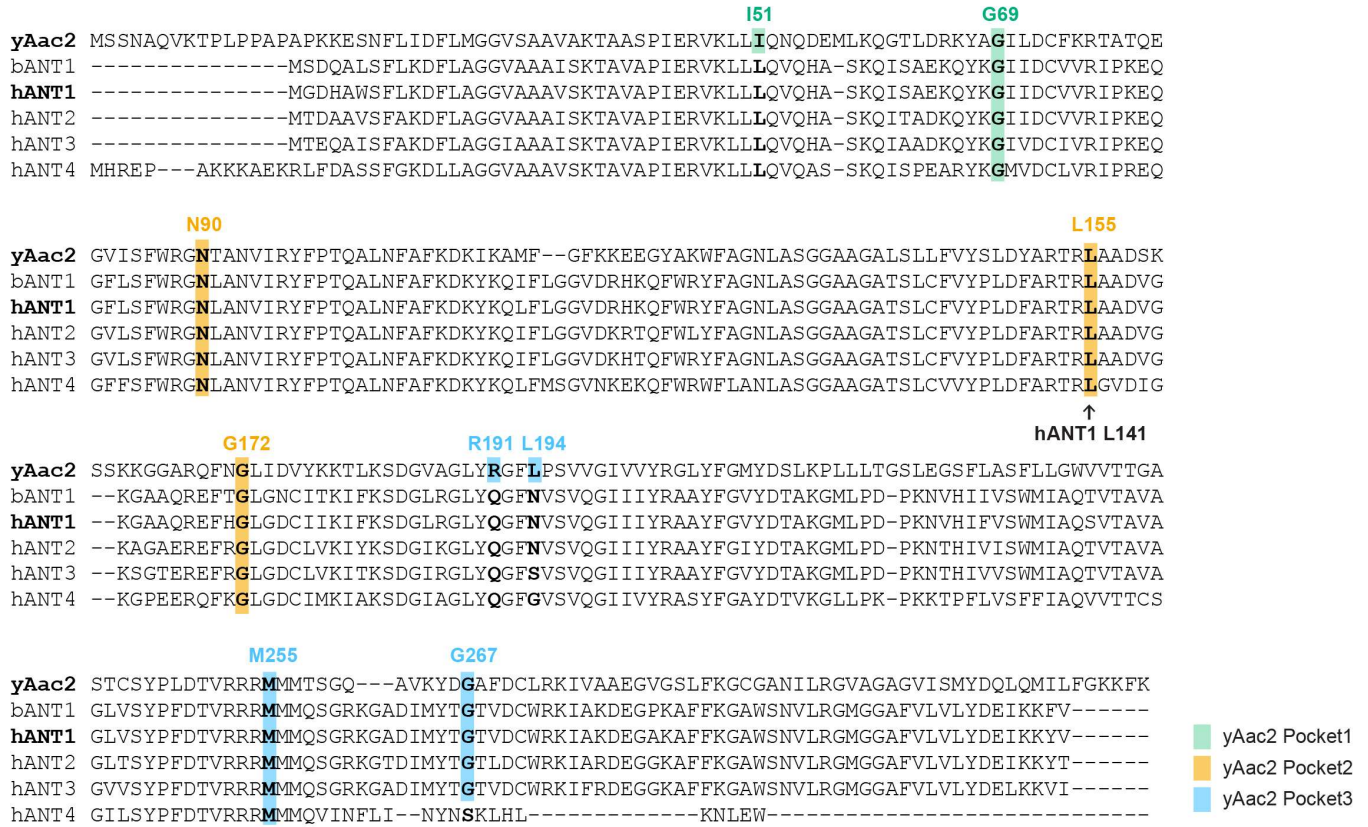 I51 G69
yAac2 MSSNAQVKTPLPPAPAPKKESNFLIDFLMGGVSAAVAKTAASPIERVKLLIQNQDEMLKQGTLDRKYAGILDCFKRTATQE
bANT1 ---------------MSDQALSFLKDFLAGGVAAAISKTAVAPIERVKLLLQVQHA-SKQISAEKQYKGIIDCVVRIPKEQ
hANT1 ---------------MGDHAWSFLKDFLAGGVAAAVSKTAVAPIERVKLLLQVQHA-SKQISAEKQYKGIIDCVVRIPKEQ
hANT2 ---------------MTDAAVSFAKDFLAGGVAAAISKTAVAPIERVKLLLQVQHA-SKQITADKQYKGIIDCVVRIPKEQ
hANT3 ---------------MTEQAISFAKDFLAGGIAAAISKTAVAPIERVKLLLQVQHA-SKQIAADKQYKGIVDCIVRIPKEQ
hANT4 MHREP---AKKKAEKRLFDASSFGKDLLAGGVAAAVSKTAVAPIERVKLLLQVQAS-SKQISPEARYKGMVDCLVRIPREQ
N90 L155
yAac2 GVISFWRGNTANVIRYFPTQALNFAFKDKIKAMF--GFKKEEGYAKWFAGNLASGGAAGALSLLFVYSLDYARTRLAADSK
bANT1 GFLSFWRGNLANVIRYFPTQALNFAFKDKYKQIFLGGVDRHKQFWRYFAGNLASGGAAGATSLCFVYPLDFARTRLAADVG
hANT1 GFLSFWRGNLANVIRYFPTQALNFAFKDKYKQLFLGGVDRHKQFWRYFAGNLASGGAAGATSLCFVYPLDFARTRLAADVG
hANT2 GVLSFWRGNLANVIRYFPTQALNFAFKDKYKQIFLGGVDKRTQFWLYFAGNLASGGAAGATSLCFVYPLDFARTRLAADVG
hANT3 GVLSFWRGNLANVIRYFPTQALNFAFKDKYKQIFLGGVDKHTQFWRYFAGNLASGGAAGATSLCFVYPLDFARTRLAADVG
hANT4 GFFSFWRGNLANVIRYFPTQALNFAFKDKYKQLFMSGVNKEKQFWRWFLANLASGGAAGATSLCVVYPLDFARTRLGVDIG
↑
hANT1 L141
G172 R191 L194
yAac2 SSKKGGARQFNGLIDVYKKTLKSDGVAGLYRGFLPSVVGIVVYRGLYFGMYDSLKPLLLTGSLEGSFLASFLLGWVVTTGA
bANT1 --KGAAQREFTGLGNCITKIFKSDGLRGLYQGFNVSVQGIIIYRAAYFGVYDTAKGMLPD-PKNVHIIVSWMIAQTVTAVA
hANT1 --KGAAQREFHGLGDCIIKIFKSDGLRGLYQGFNVSVQGIIIYRAAYFGVYDTAKGMLPD-PKNVHIFVSWMIAQSVTAVA
hANT2 --KAGAEREFRGLGDCLVKIYKSDGIKGLYQGFNVSVQGIIIYRAAYFGIYDTAKGMLPD-PKNTHIVISWMIAQTVTAVA
hANT3 --KSGTEREFRGLGDCLVKITKSDGIRGLYQGFSVSVQGIIIYRAAYFGVYDTAKGMLPD-PKNTHIVVSWMIAQTVTAVA
hANT4 --KGPEERQFKGLGDCIMKIAKSDGIAGLYQGFGVSVQGIIVYRASYFGAYDTVKGLLPK-PKKTPFLVSFFIAQVVTTCS
M255 G267
yAac2 STCSYPLDTVRRRMMMTSGQ---AVKYDGAFDCLRKIVAAEGVGSLFKGCGANILRGVAGAGVISMYDQLQMILFGKKFK
bANT1 GLVSYPFDTVRRRMMMQSGRKGADIMYTGTVDCWRKIAKDEGPKAFFKGAWSNVLRGMGGAFVLVLYDEIKKFV------
hANT1 GLVSYPFDTVRRRMMMQSGRKGADIMYTGTVDCWRKIAKDEGAKAFFKGAWSNVLRGMGGAFVLVLYDEIKKYV------
hANT2 GLTSYPFDTVRRRMMMQSGRKGTDIMYTGTLDCWRKIARDEGGKAFFKGAWSNVLRGMGGAFVLVLYDEIKKYT------
hANT3 GVVSYPFDTVRRRMMMQSGRKGADIMYTGTVDCWRKIFRDEGGKAFFKGAWSNVLRGMGGAFVLVLYDELKKVI------
hANT4 GILSYPFDTVRRRMMMQVINFLI--NYNSKLHL-------------KNLEW-----------------------------
yAac2 Pocket1
yAac2 Pocket2
yAac2 Pocket3